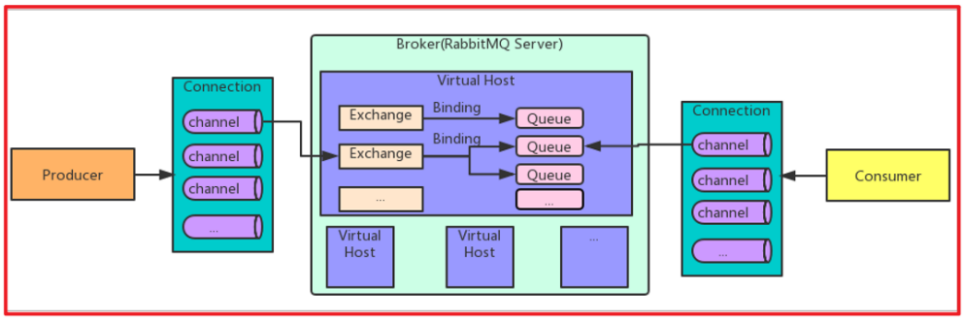 Broker(RabbitMQ Server)
Producer
Connection
channel
channel
channel
...
Virtual Host
Exchange
Binding
Queue
Exchange
Binding
Queue
Queue
...
...
Virtual
Host
Virtual
Host
...
Connection
channel
channel
channel
...
Consumer